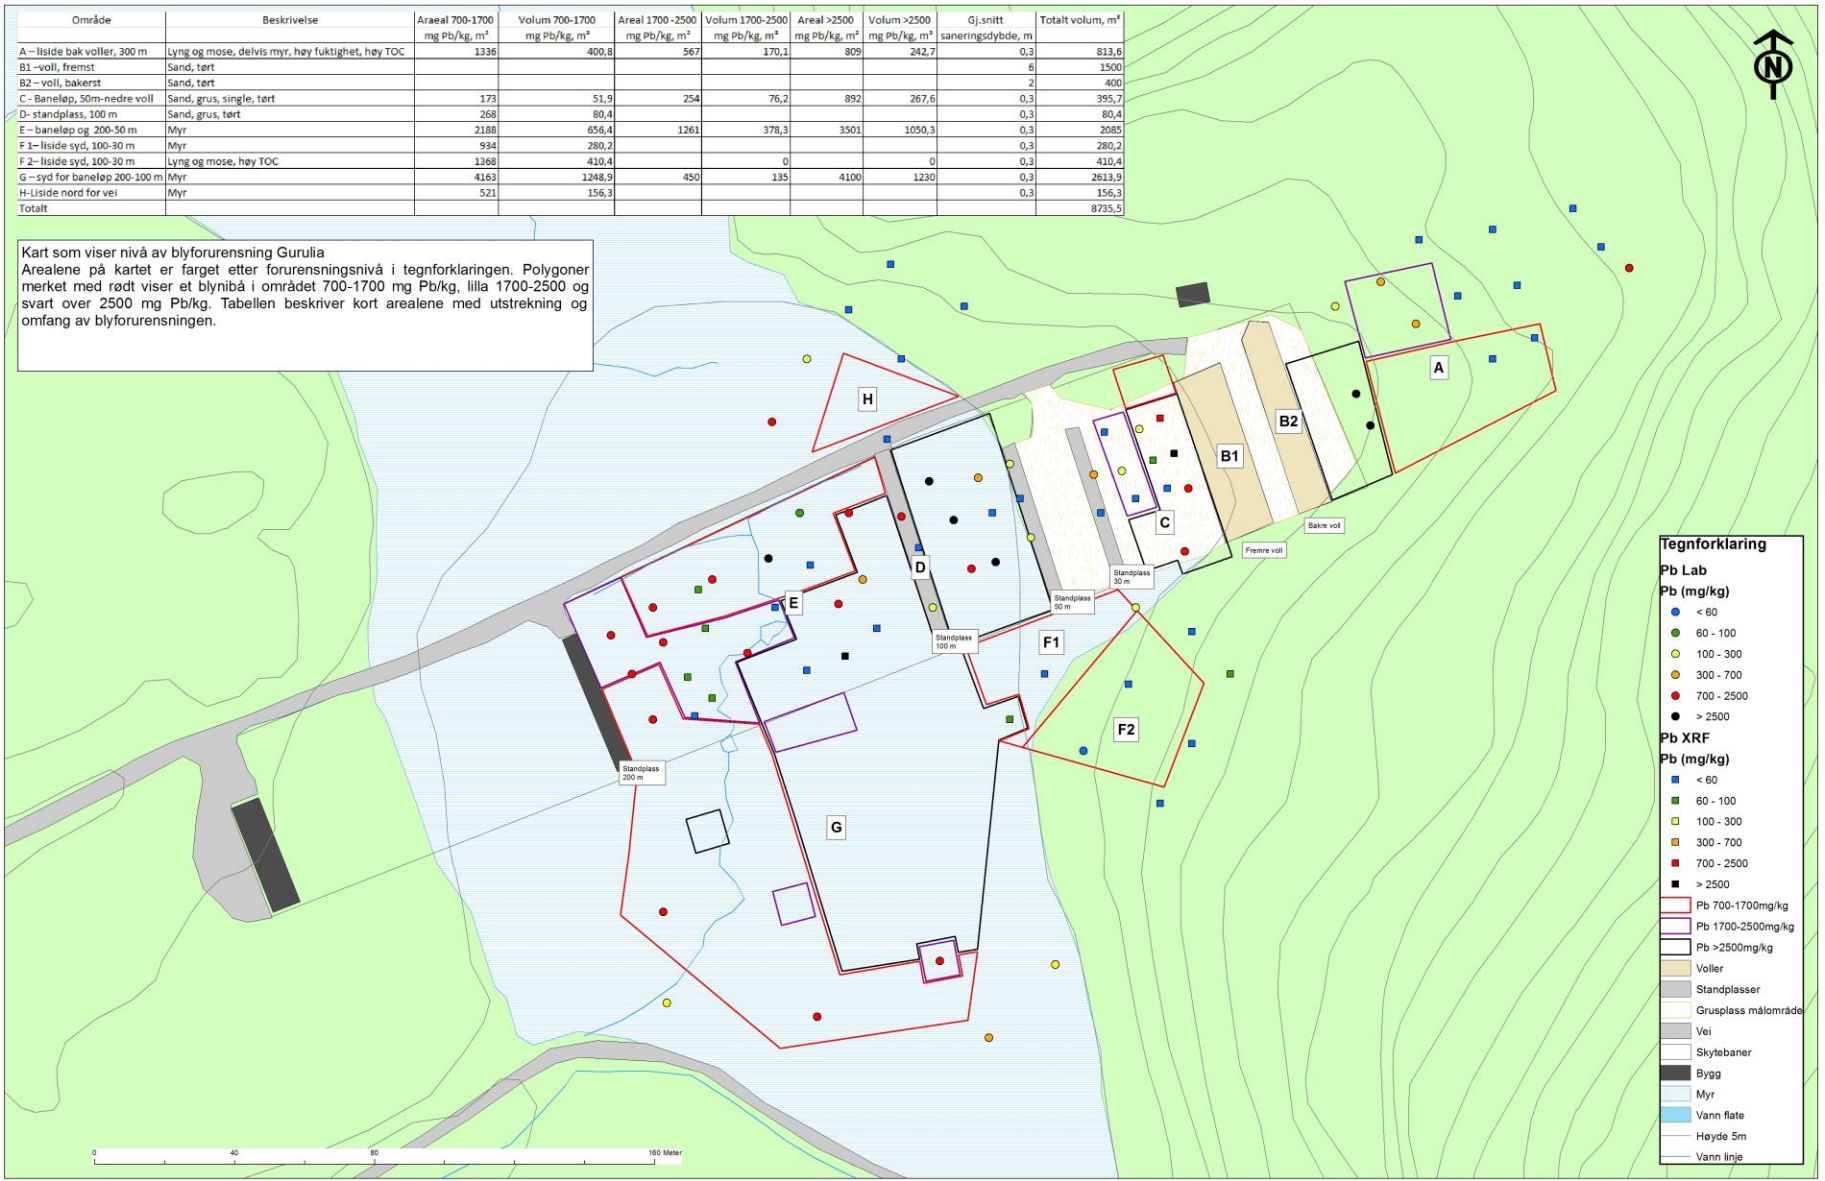 Område Beskrivelse Araeal 700-1700 mg Pb/kg, m² Volum 700-1700 mg Pb/kg, m³ Areal 1700 -2500 mg Pb/kg, m² Volum 1700-2500 mg Pb/kg, m³ Areal >2500 mg Pb/kg, m² Volum >2500 mg Pb/kg, m³ Gj.snitt saneringsdybde, m Totalt volum, m³
A – liside bak voller, 300 m Lyng og mose, delvis myr, høy fuktighet, høy TOC 1336 400,8 567 170,1 809 242,7 0,3 813,6
B1 –voll, fremst Sand, tørt 6 1500
B2 – voll, bakerst Sand, tørt 2 400
C - Baneløp, 50m-nedre voll Sand, grus, single, tørt 173 51,9 254 76,2 892 267,6 0,3 395,7
D- standplass, 100 m Sand, grus, tørt 268 80,4 0,3 80,4
E – baneløp og 200-50 m Myr 2188 656,4 1261 378,3 3501 1050,3 0,3 2085
F 1– liside syd, 100-30 m Myr 934 280,2 0,3 280,2
F 2– liside syd, 100-30 m Lyng og mose, høy TOC 1368 410,4 0 0 0,3 410,4
G – syd for baneløp 200-100 m Myr 4163 1248,9 450 135 4100 1230 0,3 2613,9
H-Liside nord for vei Myr 521 156,3 0,3 156,3
Totalt 8735,5
Kart som viser nivå av blyforurensning Gurulia
Arealene på kartet er farget etter forurensningsnivå i tegnforklaringen. Polygoner
merket med rødt viser et blynibå i området 700-1700 mg Pb/kg, lilla 1700-2500 og
svart over 2500 mg Pb/kg. Tabellen beskriver kort arealene med utstrekning og
omfang av blyforurensningen.
N
A
H
B2
B1
C
Bakre voll
Fremre voll
D
Standplass
30 m
Standplass
50 m
E
Standplass
100 m
F1
F2
Standplass
200 m
G
Tegnforklaring
Pb Lab
Pb (mg/kg)
< 60
60 - 100
100 - 300
300 - 700
700 - 2500
> 2500
Pb XRF
Pb (mg/kg)
< 60
60 - 100
100 - 300
300 - 700
700 - 2500
> 2500
Pb 700-1700mg/kg
Pb 1700-2500mg/kg
Pb >2500mg/kg
Voller
Standplasser
Grusplass målområde
Vei
Skytebaner
Bygg
Myr
Vann flate
Høyde 5m
Vann linje
0 40 80 160 Meter